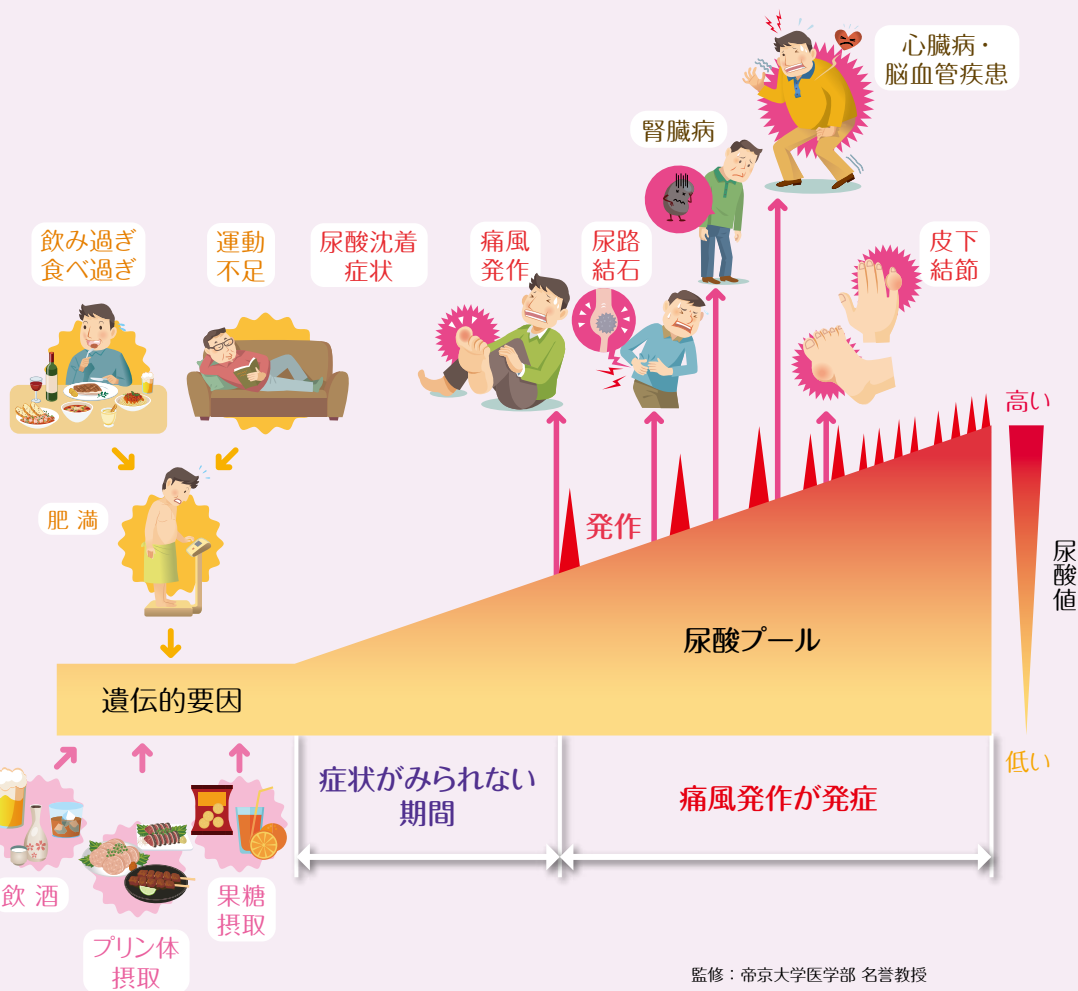 心臓病・
脳血管疾患
腎臓病
飲み過ぎ
食べ過ぎ
運動
不足
尿酸沈着
症状
痛風
発作
尿路
結石
皮下
結節
高い
肥 満
発作
尿酸値
尿酸プール
遺伝的要因
低い
症状がみられない
期間
痛風発作が発症
飲 酒
果糖
摂取
プリン体
摂取
監修：帝京大学医学部 名誉教授